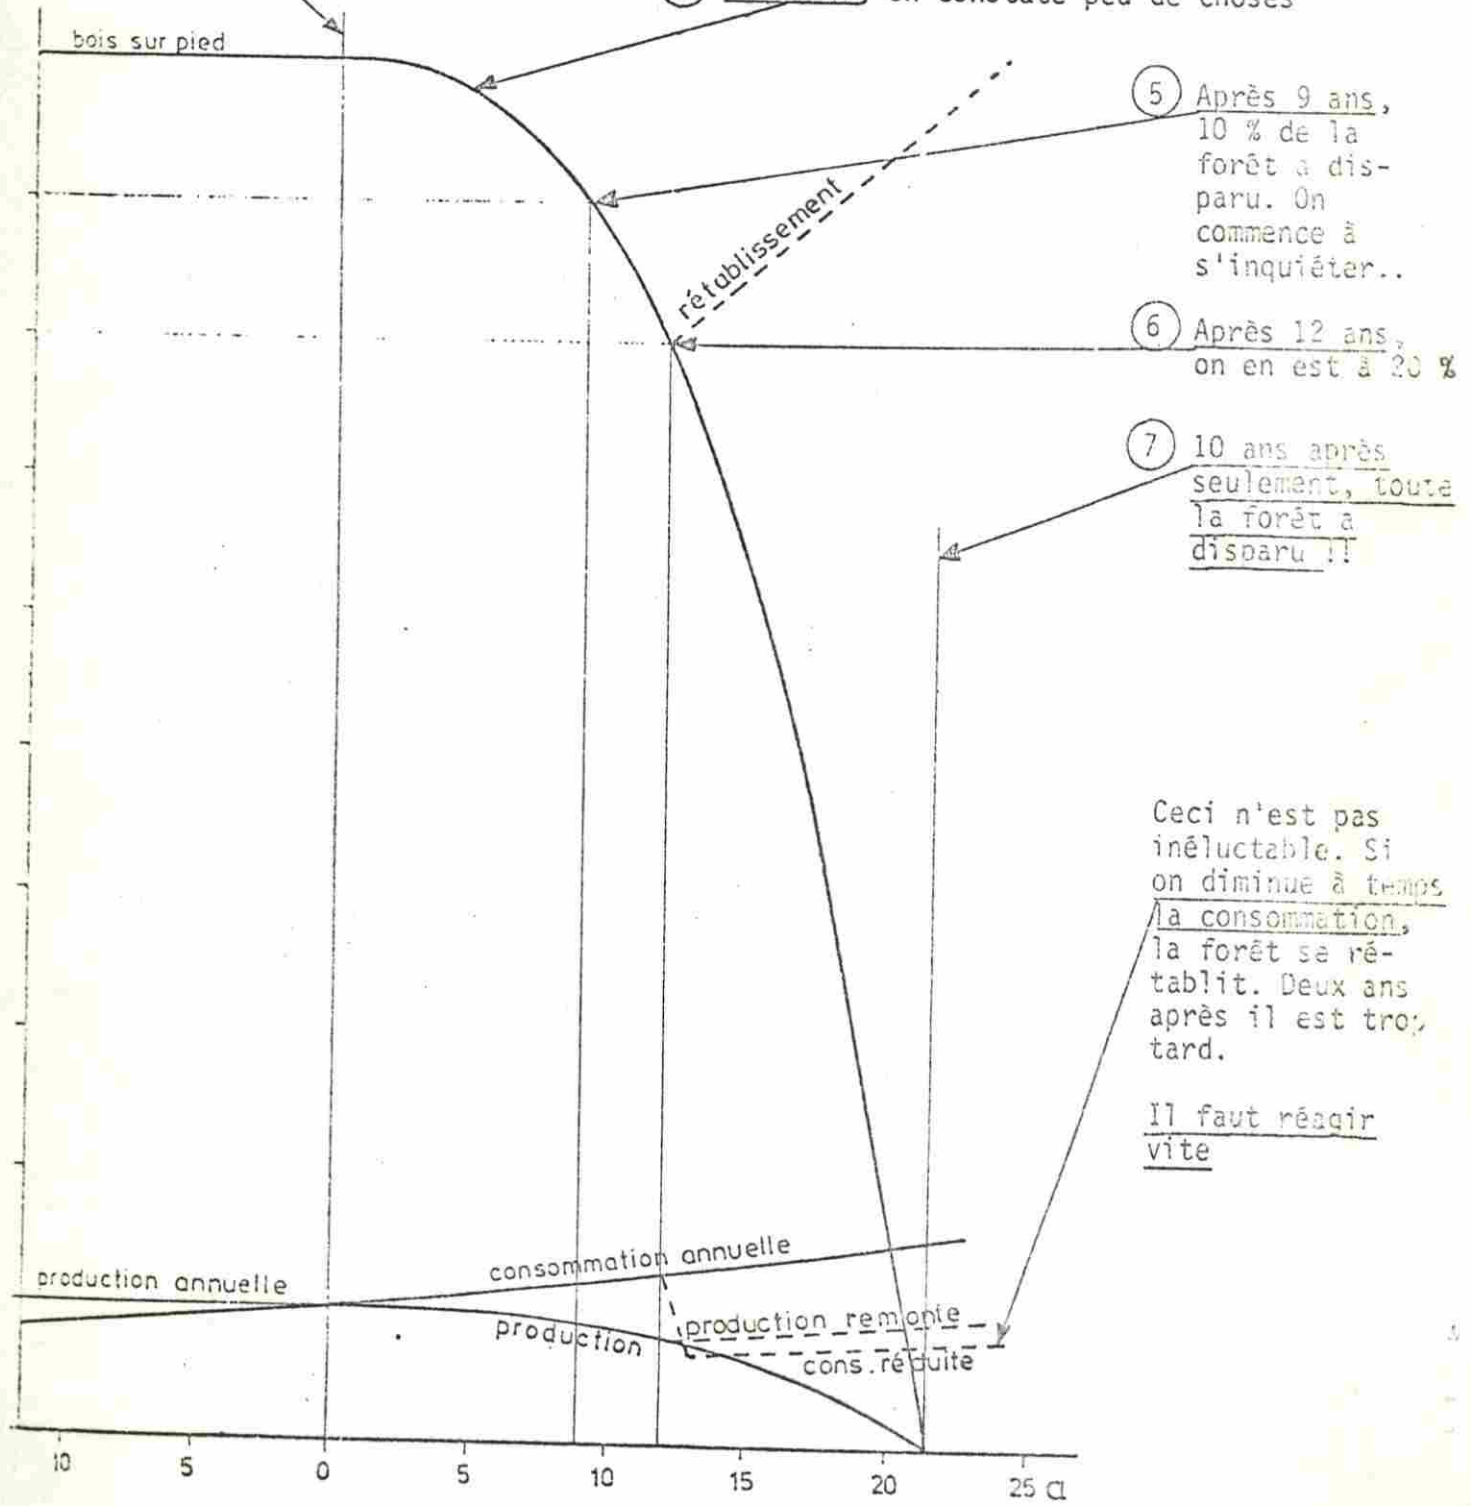 on constate peu de choses
bois sur pied
5 Après 9 ans,
10 % de la
forêt a dis-
paru. On
commence à
s'inquiéter..
rétablissement
6 Après 12 ans,
on en est à 20 %
7 10 ans après
seulement, toute
la forêt a
disparu !!
Ceci n'est pas
inéluctable. Si
on diminue à temps
la consommation,
la forêt se ré-
tablit. Deux ans
après il est trop
tard.
Il faut réagir
vite
consommation annuelle
production annuelle
production remonte
production
cons. réduite
10 5 0 5 10 15 20 25 a